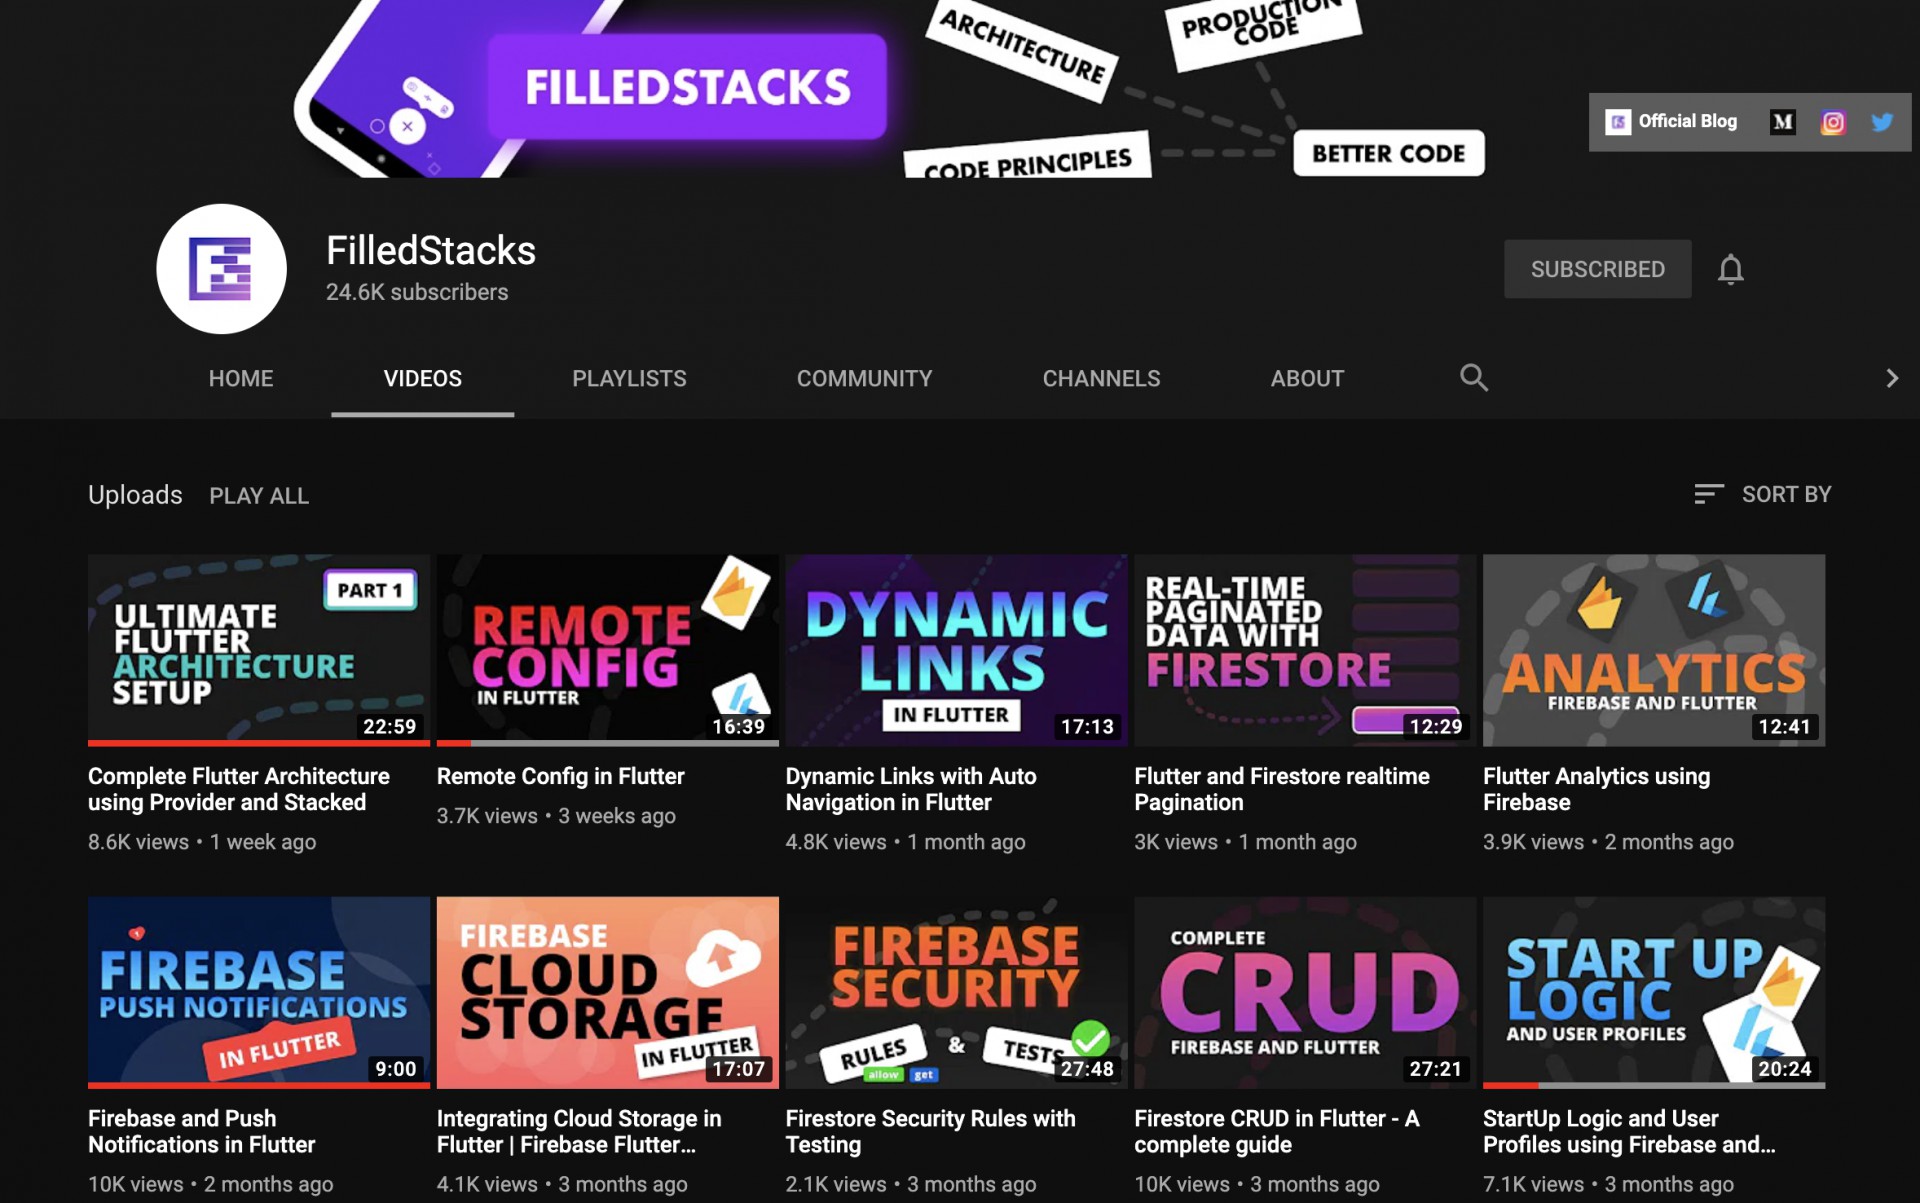 ARCHITECTURE
PRODUCTION
CODE
FILLEDSTACKS
CODE PRINCIPLES
BETTER CODE
Official Blog
FilledStacks
24.6K subscribers
SUBSCRIBED
HOME VIDEOS PLAYLISTS COMMUNITY CHANNELS ABOUT
Uploads PLAY ALL
SORT BY
PART 1
ULTIMATE
FLUTTER
ARCHITECTURE
SETUP
22:59
Complete Flutter Architecture
using Provider and Stacked
8.6K views • 1 week ago
REMOTE
CONFIG
IN FLUTTER
16:39
Remote Config in Flutter
3.7K views • 3 weeks ago
DYNAMIC
LINKS
IN FLUTTER
17:13
Dynamic Links with Auto
Navigation in Flutter
4.8K views • 1 month ago
REAL-TIME
PAGINATED
DATA WITH
FIRESTORE
12:29
Flutter and Firestore realtime
Pagination
3K views • 1 month ago
ANALYTICS
FIREBASE AND FLUTTER
12:41
Flutter Analytics using
Firebase
3.9K views • 2 months ago
FIREBASE
PUSH NOTIFICATIONS
IN FLUTTER
9:00
Firebase and Push
Notifications in Flutter
10K views • 2 months ago
FIREBASE
CLOUD
STORAGE
IN FLUTTER
17:07
Integrating Cloud Storage in
Flutter | Firebase Flutter...
4.1K views • 3 months ago
FIREBASE
SECURITY
RULES & TESTS
allow get
27:48
Firestore Security Rules with
Testing
2.1K views • 3 months ago
COMPLETE
CRUD
FIREBASE AND FLUTTER
27:21
Firestore CRUD in Flutter - A
complete guide
10K views • 3 months ago
START UP
LOGIC
AND USER PROFILES
20:24
StartUp Logic and User
Profiles using Firebase and...
7.1K views • 3 months ago